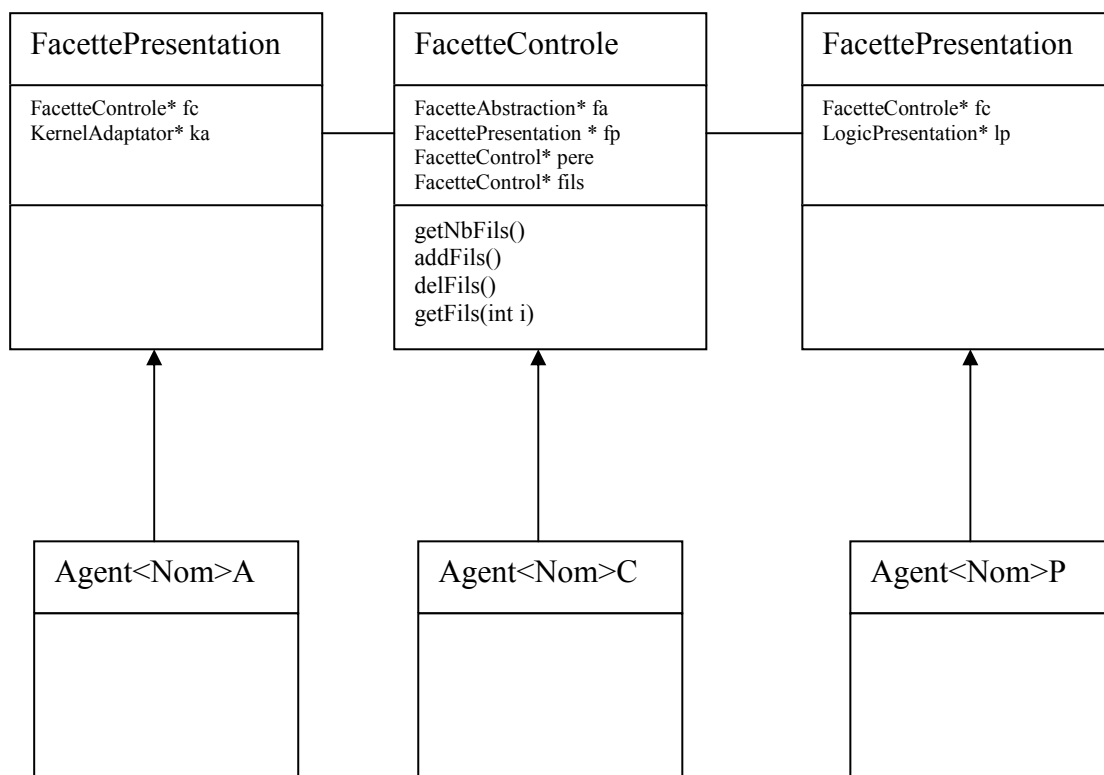 FacettePresentation
FacetteControle* fc
KernelAdaptator* ka
FacetteControle
FacetteAbstraction* fa
FacettePresentation * fp
FacetteControl* pere
FacetteControl* fils
getNbFils()
addFils()
delFils()
getFils(int i)
FacettePresentation
FacetteControle* fc
LogicPresentation* lp
Agent<Nom>A
Agent<Nom>C
Agent<Nom>P